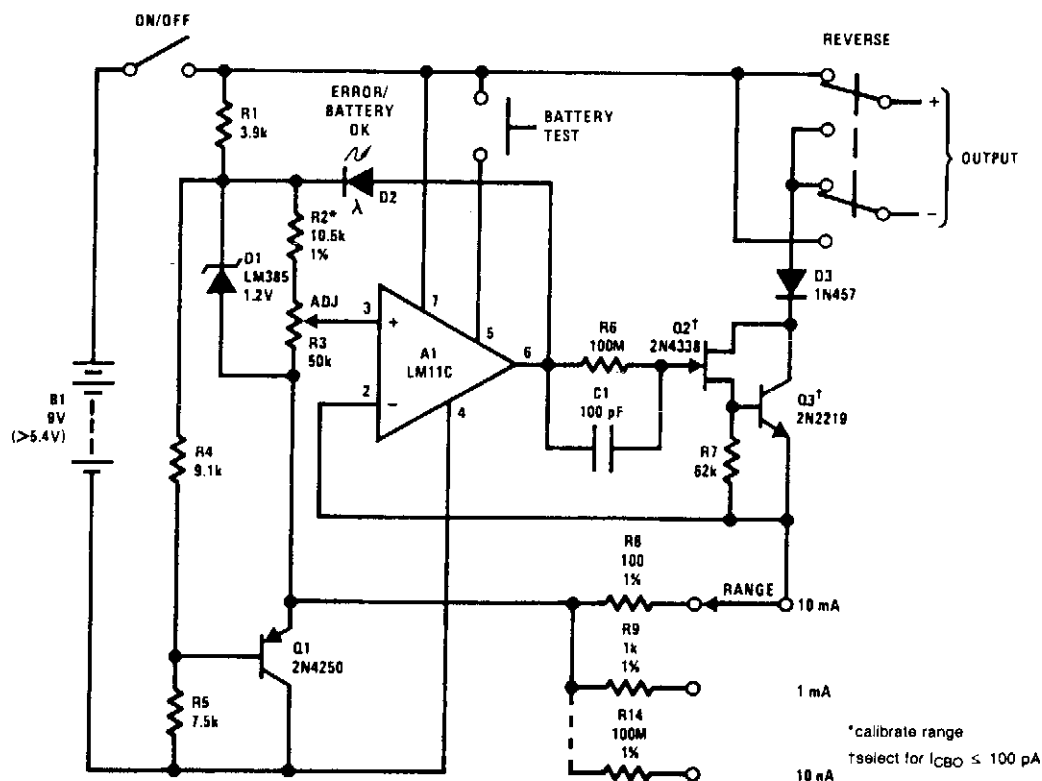 ON/OFF
REVERSE
R1
3.9k
ERROR/
BATTERY
OK
BATTERY
TEST
+
OUTPUT
−
D2
λ
R2*
10.5k
1%
D1
LM385
1.2V
ADJ
R3
50k
3
+
7
5
A1
LM11C
6
2
−
4
R6
100M
C1
100 pF
Q2†
2N4338
D3
1N457
Q3†
2N2219
R7
62k
B1
9V
(>5.4V)
R4
9.1k
R8
100
1%
RANGE
10 mA
R9
1k
1%
1 mA
Q1
2N4250
R5
7.5k
R14
100M
1%
10 nA
*calibrate range
†select for ICBO ≤ 100 pA